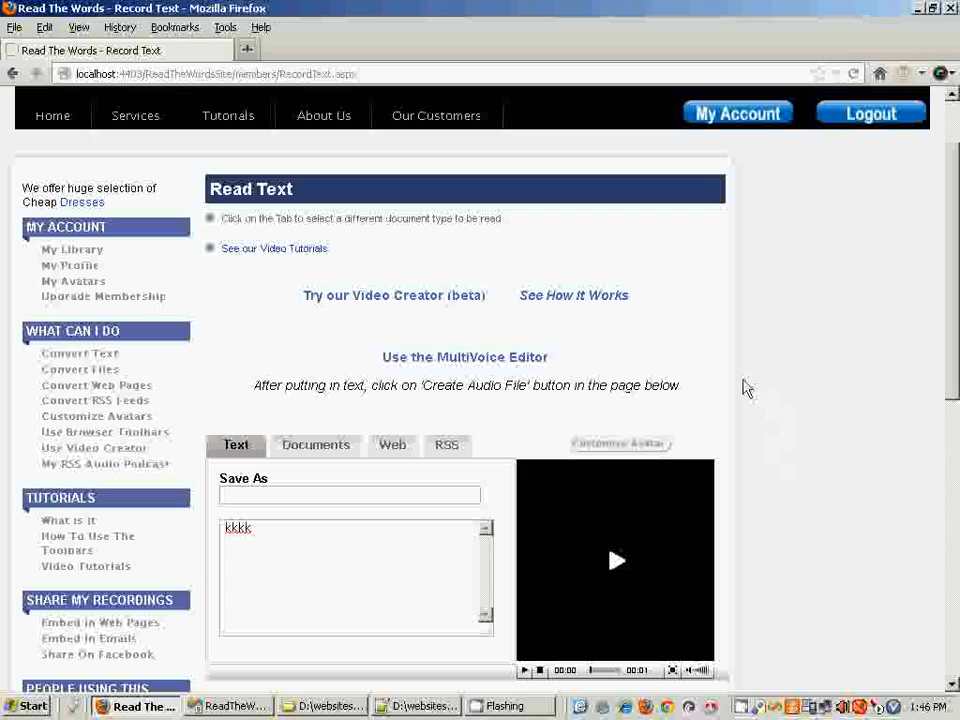 Read The Words - Record Text - Mozilla Firefox
File Edit View History Bookmarks Tools Help
Read The Words - Record Text
localhost:4403/ReadTheWordsSite/members/RecordText.aspx
Home Services Tutorials About Us Our Customers My Account Logout
We offer huge selection of
Cheap Dresses
MY ACCOUNT
My Library
My Profile
My Avatars
Upgrade Membership
WHAT CAN I DO
Convert Text
Convert Files
Convert Web Pages
Convert RSS Feeds
Customize Avatars
Use Browser Toolbars
Use Video Creator
My RSS Audio Podcast
TUTORIALS
What is it
How To Use The
Toolbars
Video Tutorials
SHARE MY RECORDINGS
Embed in Web Pages
Embed in Emails
Share On Facebook
PEOPLE USING THIS
Read Text
Click on the Tab to select a different document type to be read
See our Video Tutorials
Try our Video Creator (beta) See How It Works
Use the MultiVoice Editor
After putting in text, click on 'Create Audio File' button in the page below
Text Documents Web RSS Customize Avatar
Save As
kkkk
00:00 00:01
Start Read The ... ReadTheW... D:\websites... D:\websites... Flashing 1:46 PM